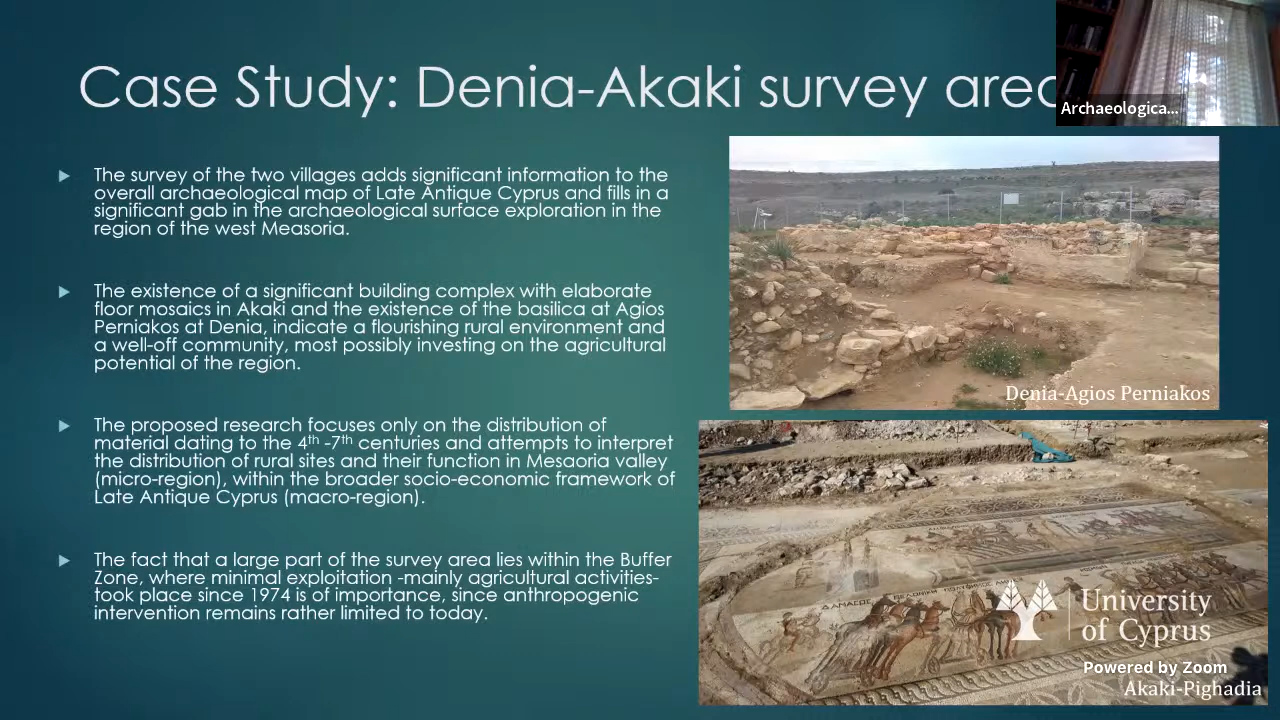 Case Study: Denia-Akaki survey area
Archaeologica...
The survey of the two villages adds significant information to the
overall archaeological map of Late Antique Cyprus and fills in a
significant gab in the archaeological surface exploration in the
region of the west Measoria.
The existence of a significant building complex with elaborate
floor mosaics in Akaki and the existence of the basilica at Agios
Perniakos at Denia, indicate a flourishing rural environment and
a well-off community, most possibly investing on the agricultural
potential of the region.
The proposed research focuses only on the distribution of
material dating to the 4th -7th centuries and attempts to interpret
the distribution of rural sites and their function in Mesaoria valley
(micro-region), within the broader socio-economic framework of
Late Antique Cyprus (macro-region).
The fact that a large part of the survey area lies within the Buffer
Zone, where minimal exploitation -mainly agricultural activities-
took place since 1974 is of importance, since anthropogenic
intervention remains rather limited to today.
Denia-Agios Perniakos
University
of Cyprus
Powered by Zoom
Akaki-Pighadia